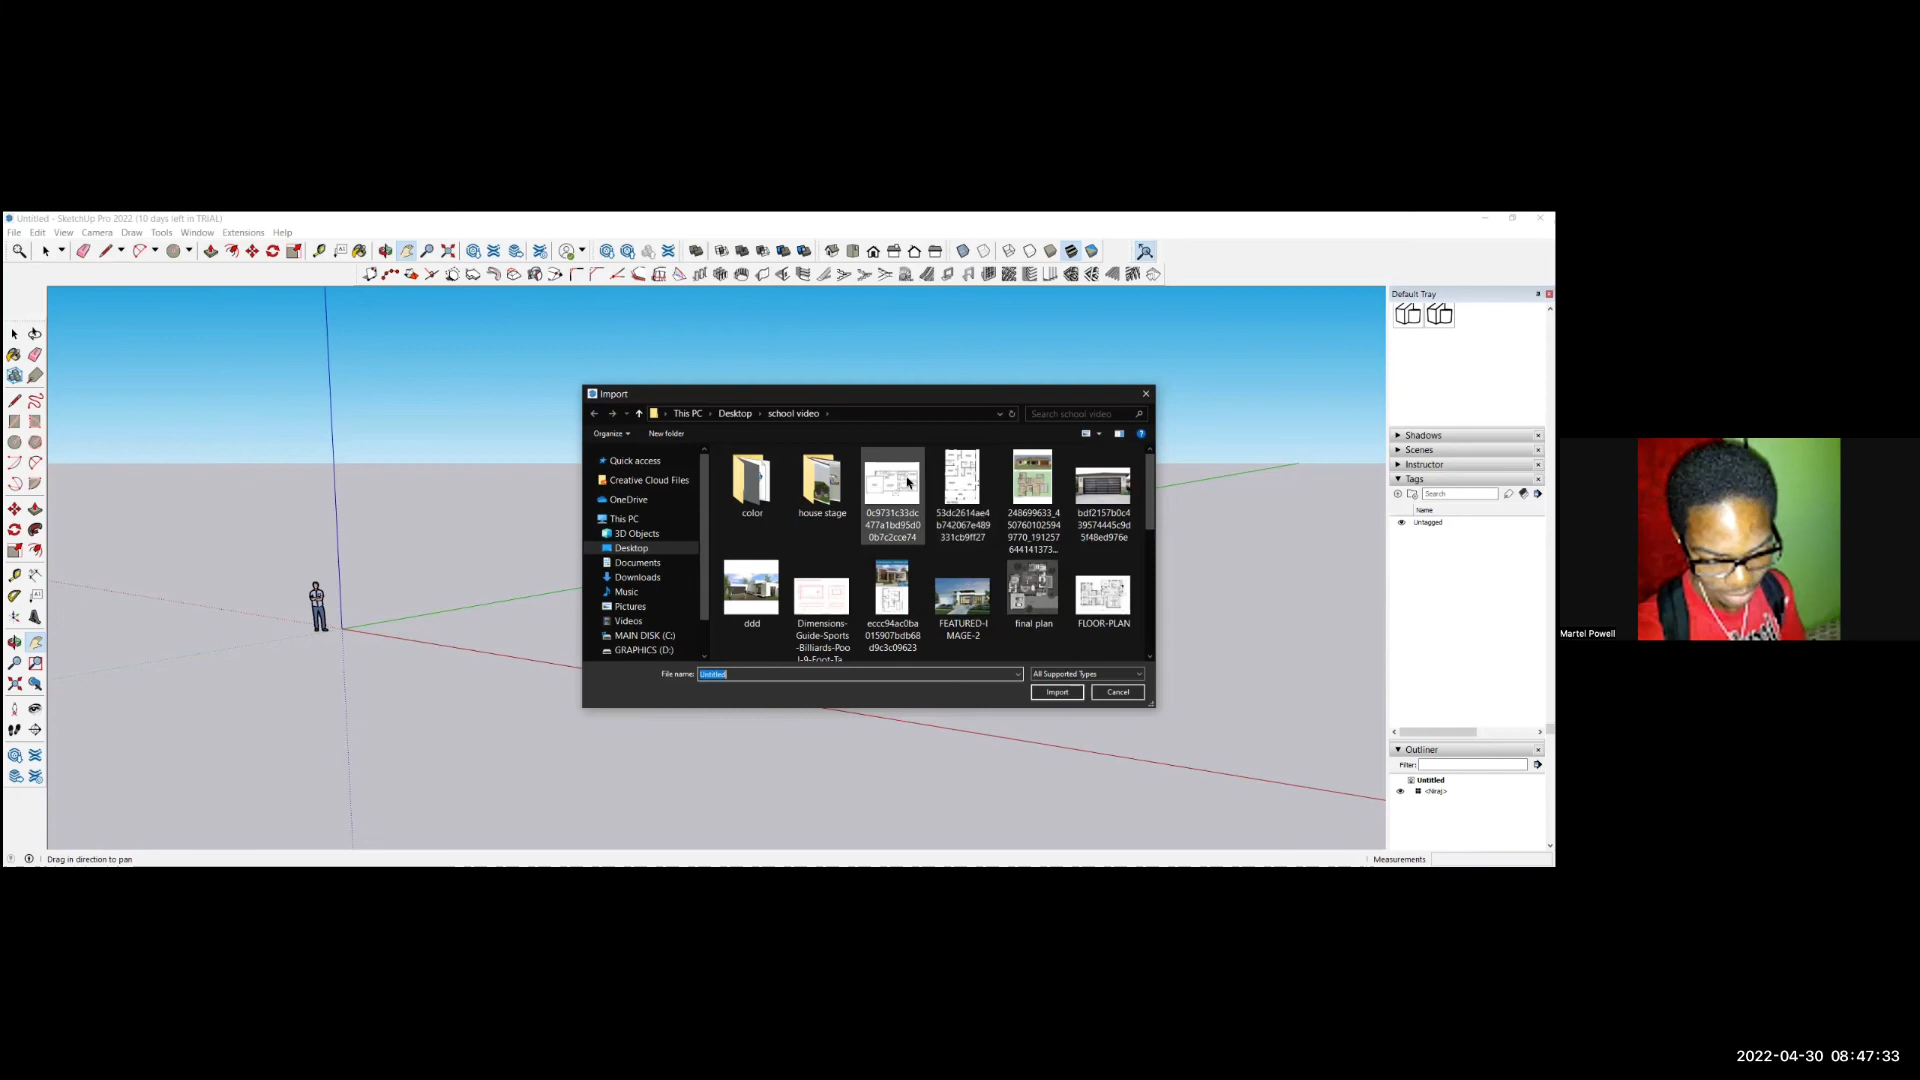 Untitled - SketchUp Pro 2022 (10 days left in TRIAL)
File Edit View Camera Draw Tools Window Extensions Help
Default Tray
Import
This PC > Desktop > school video >
Search school video
Organize
New folder
Quick access
Creative Cloud Files
OneDrive
This PC
3D Objects
Desktop
Documents
Downloads
Music
Pictures
Videos
MAIN DISK (C:)
GRAPHICS (D:)
color
house stage
0c9731c33dc
477a1bd95d0
0b7c2cce74
53dc2614ae4
b742067e489
331cb9ff27
248699633_4
50760102594
9770_191257
644141373...
bdf2157b0c4
39574445c9d
5f48ed976e
ddd
Dimensions-
Guide-Sports
-Billiards-Poo
l-9-Foot-Ta
eccc94ac0ba
015907bdb68
d9c3c09623
FEATURED-I
MAGE-2
final plan
FLOOR-PLAN
File name:
Untitled
All Supported Types
Import
Cancel
Shadows
Scenes
Instructor
Tags
Search
Name
Untagged
Outliner
Filter:
Untitled
<Niraj>
Drag in direction to pan
Measurements
Martel Powell
2022-04-30 08:47:33